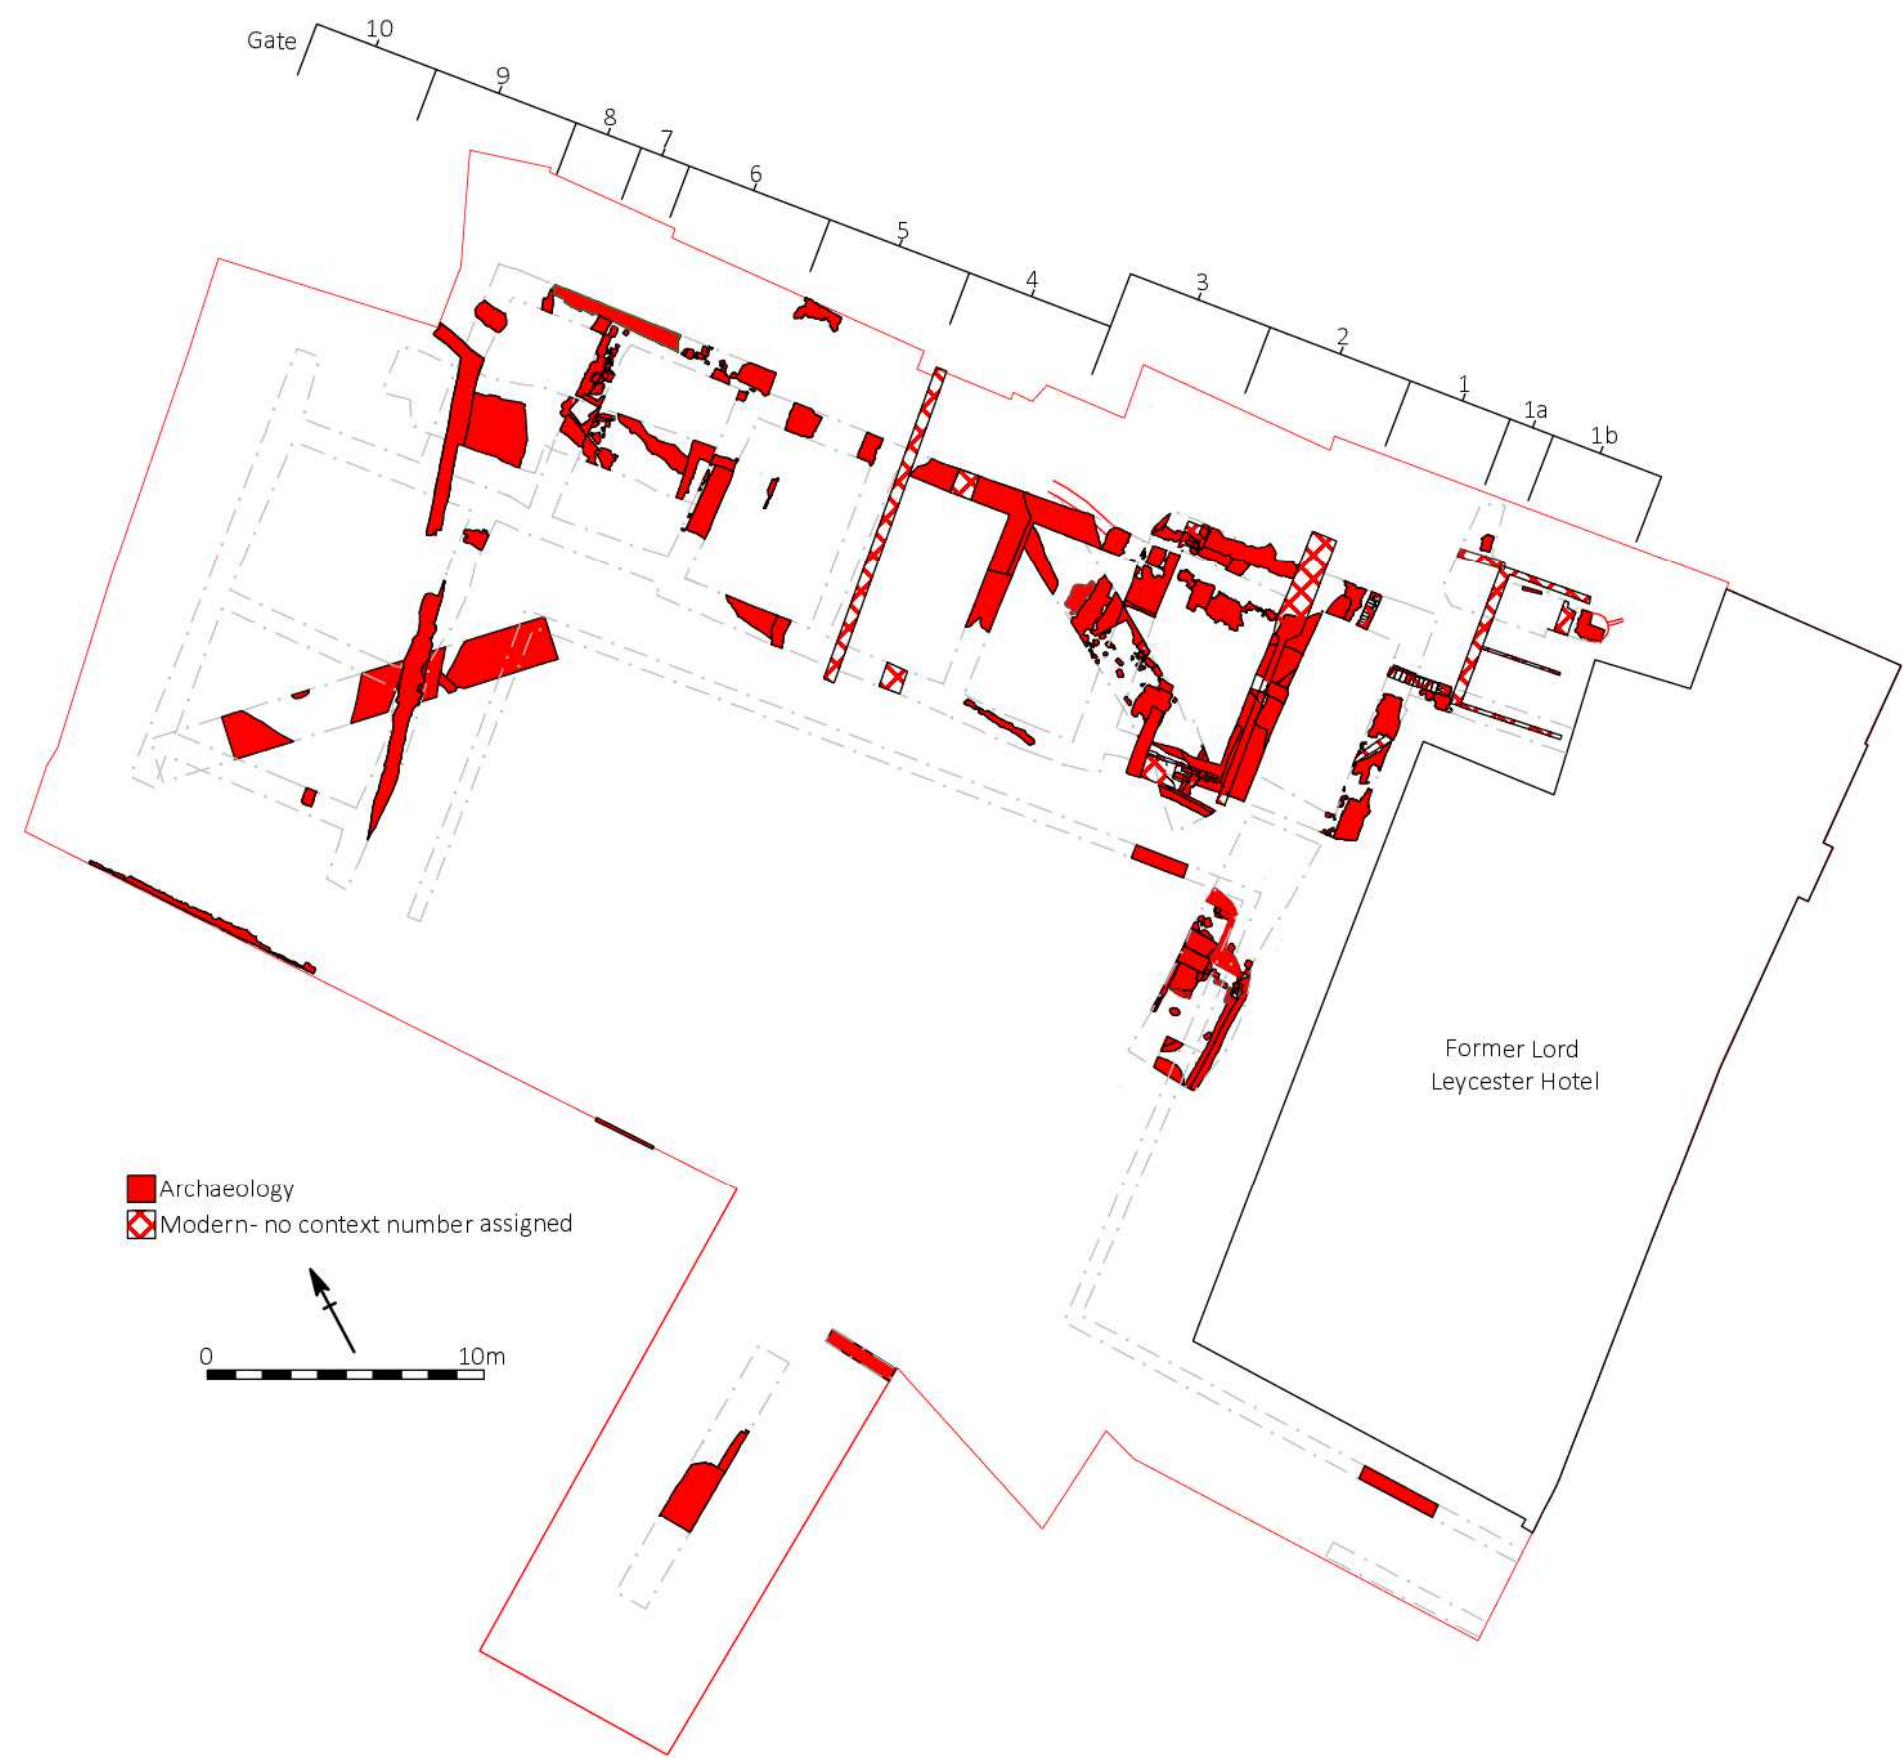 Gate
10
9
8
7
6
5
4
3
2
1
1a
1b
Former Lord
Leycester Hotel
Archaeology
Modern- no context number assigned
0
10m